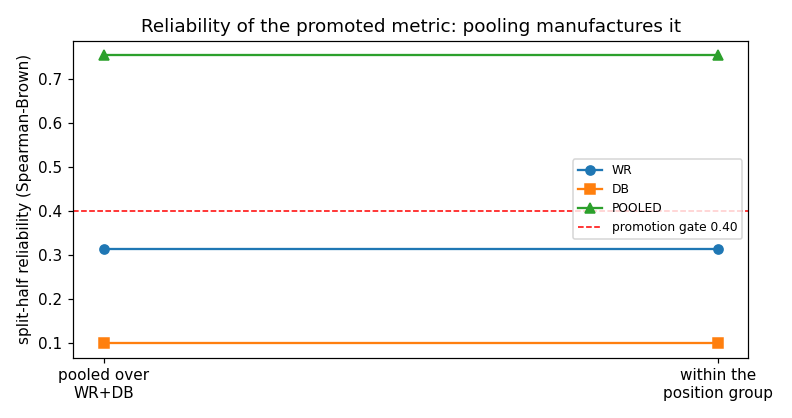 Reliability of the promoted metric: pooling manufactures it
split-half reliability (Spearman-Brown)
0.7
0.6
0.5
0.4
0.3
0.2
0.1
WR
DB
POOLED
promotion gate 0.40
pooled over
WR+DB
within the
position group